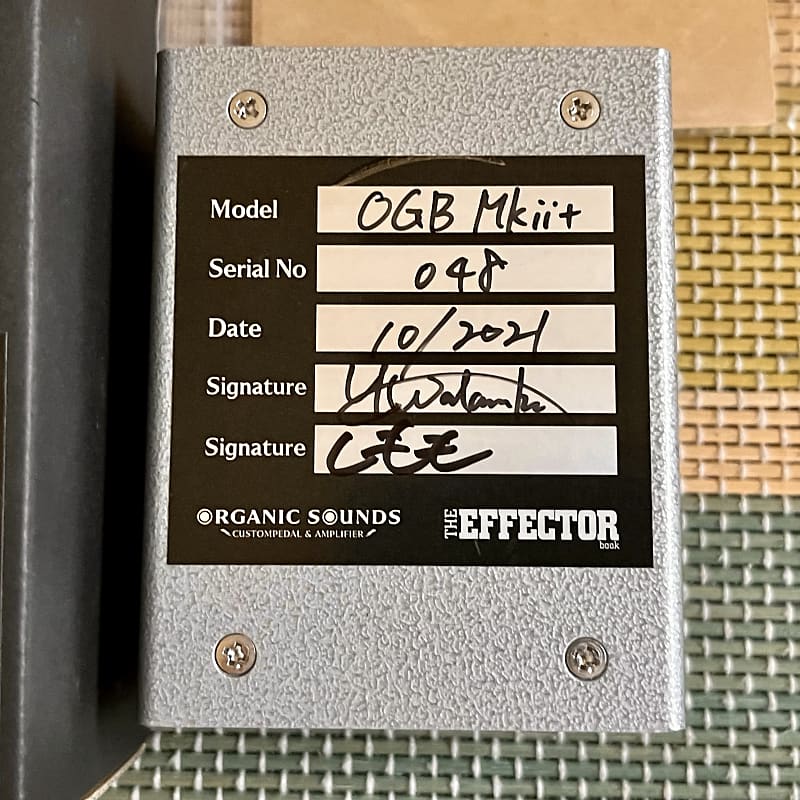 Model OGB Mkii+
Serial No 048
Date 10/2021
Signature
Signature
ORGANIC SOUNDS
CUSTOMPEDAL & AMPLIFIER
THE EFFECTOR
book